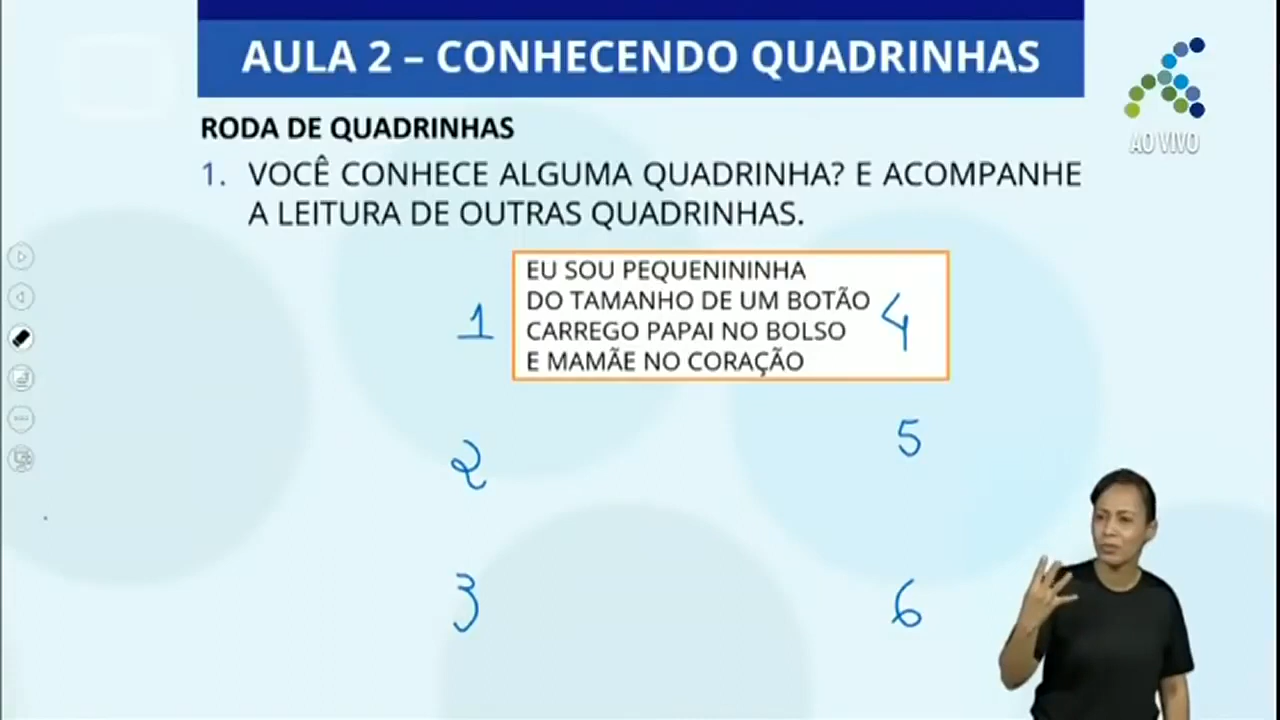 AULA 2 – CONHECENDO QUADRINHAS
AO VIVO
RODA DE QUADRINHAS
1. VOCÊ CONHECE ALGUMA QUADRINHA? E ACOMPANHE
A LEITURA DE OUTRAS QUADRINHAS.
EU SOU PEQUENININHA
DO TAMANHO DE UM BOTÃO
CARREGO PAPAI NO BOLSO
E MAMÃE NO CORAÇÃO
1
4
2
5
3
6